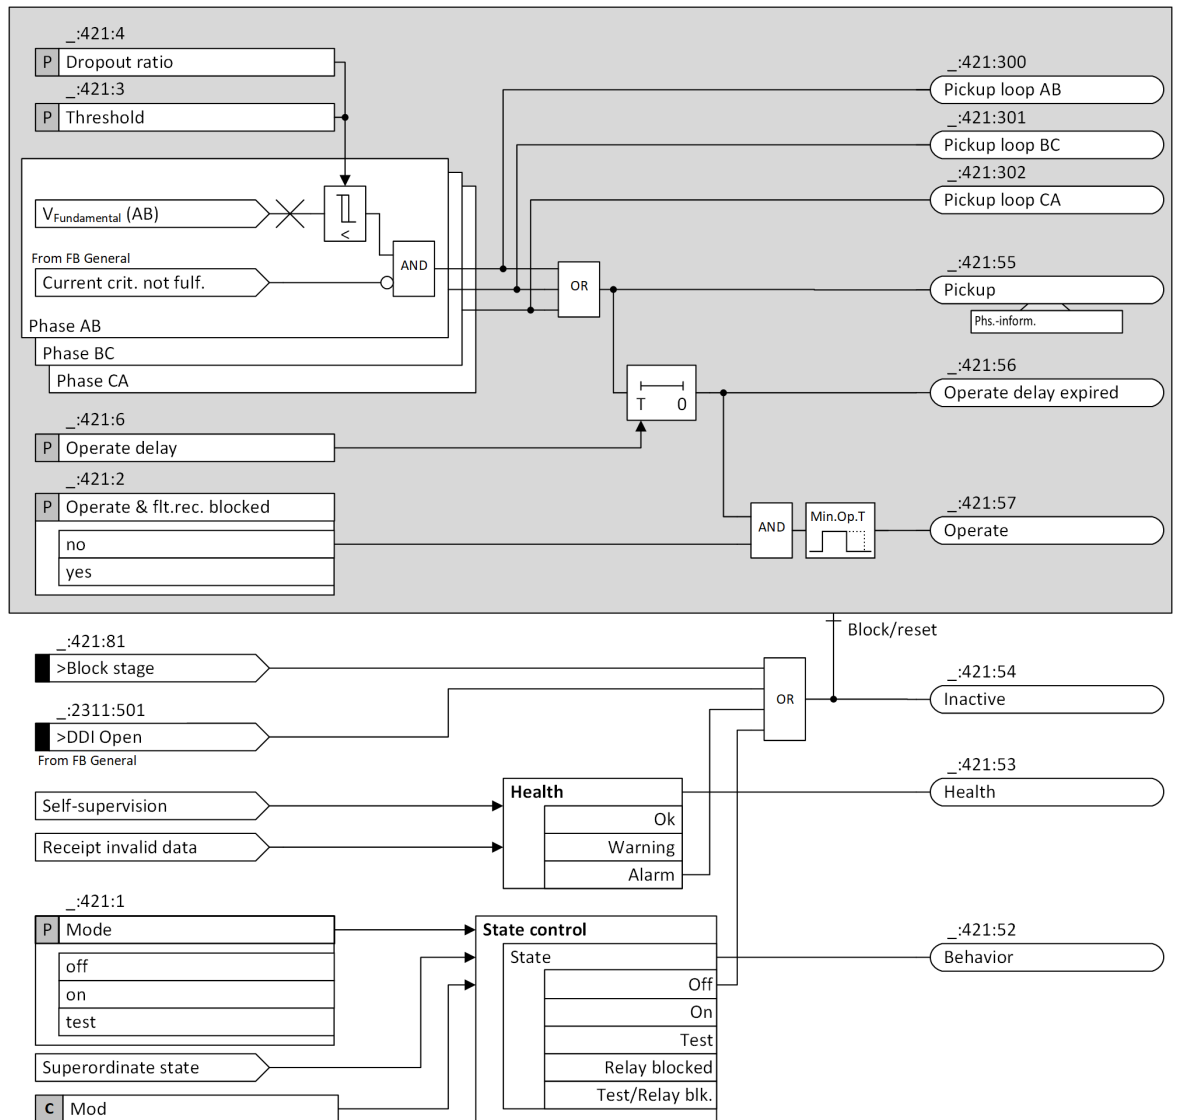 _:421:4
P Dropout ratio
_:421:3
P Threshold
_:421:300
Pickup loop AB
_:421:301
Pickup loop BC
_:421:302
Pickup loop CA
VFundamental (AB)
<
From FB General
Current crit. not fulf.
AND
OR
Phase AB
Phase BC
Phase CA
_:421:55
Pickup
Phs.-inform.
_:421:56
Operate delay expired
T 0
_:421:6
P Operate delay
_:421:2
P Operate & flt.rec. blocked
no
yes
AND
Min.Op.T
_:421:57
Operate
Block/reset
_:421:81
>Block stage
_:2311:501
>DDI Open
From FB General
OR
_:421:54
Inactive
Self-supervision
Receipt invalid data
Health
Ok
Warning
Alarm
_:421:53
Health
_:421:1
P Mode
off
on
test
Superordinate state
C Mod
State control
State
Off
On
Test
Relay blocked
Test/Relay blk.
_:421:52
Behavior